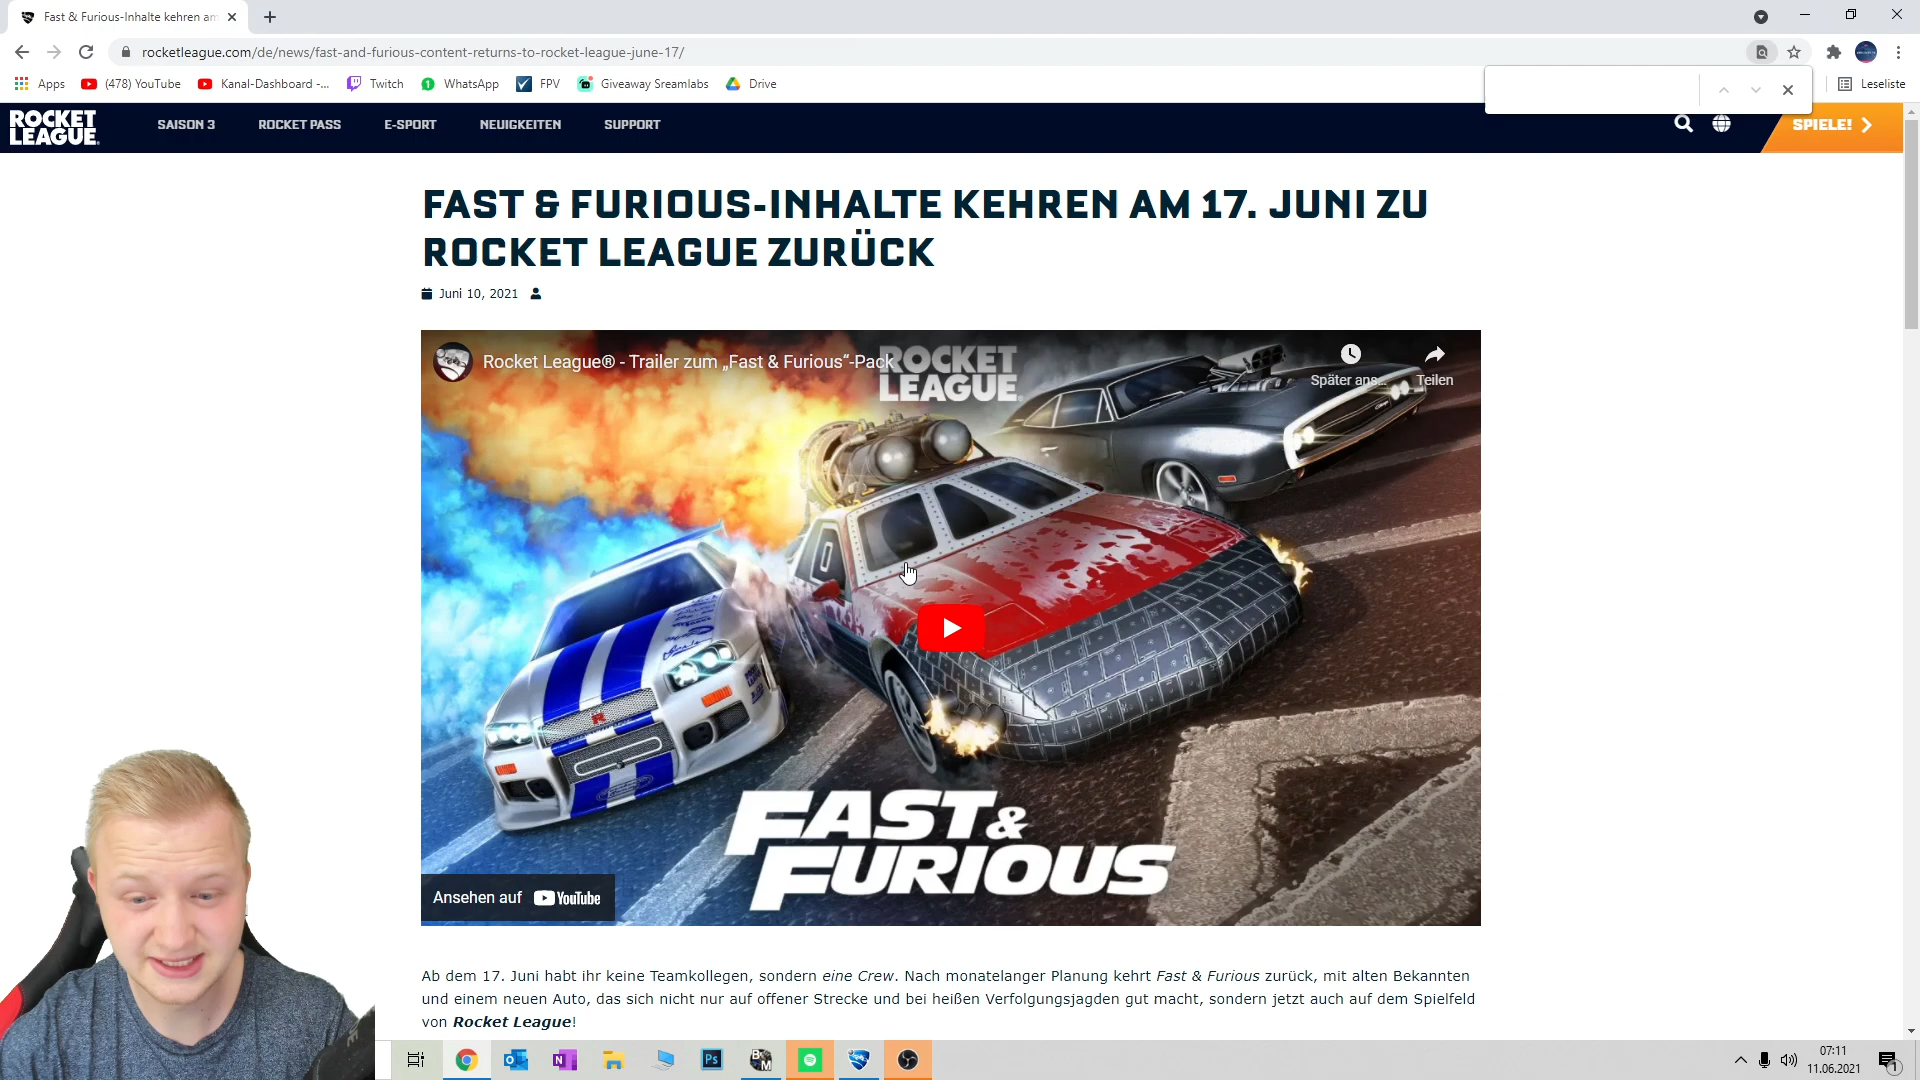 Fast & Furious-Inhalte kehren am
rocketleague.com/de/news/fast-and-furious-content-returns-to-rocket-league-june-17/
Apps
(478) YouTube
Kanal-Dashboard -...
Twitch
WhatsApp
FPV
Giveaway Sreamlabs
Drive
Leseliste
ROCKET LEAGUE
SAISON 3
ROCKET PASS
E-SPORT
NEUIGKEITEN
SUPPORT
SPIELE!
FAST & FURIOUS-INHALTE KEHREN AM 17. JUNI ZU
ROCKET LEAGUE ZURÜCK
Juni 10, 2021
Rocket League® - Trailer zum „Fast & Furious“-Pack
ROCKET
LEAGUE
Später ans...
Teilen
FAST &
FURIOUS
Ansehen auf YouTube
Ab dem 17. Juni habt ihr keine Teamkollegen, sondern eine Crew. Nach monatelanger Planung kehrt Fast & Furious zurück, mit alten Bekannten
und einem neuen Auto, das sich nicht nur auf offener Strecke und bei heißen Verfolgungsjagden gut macht, sondern jetzt auch auf dem Spielfeld
von Rocket League!
07:11
11.06.2021